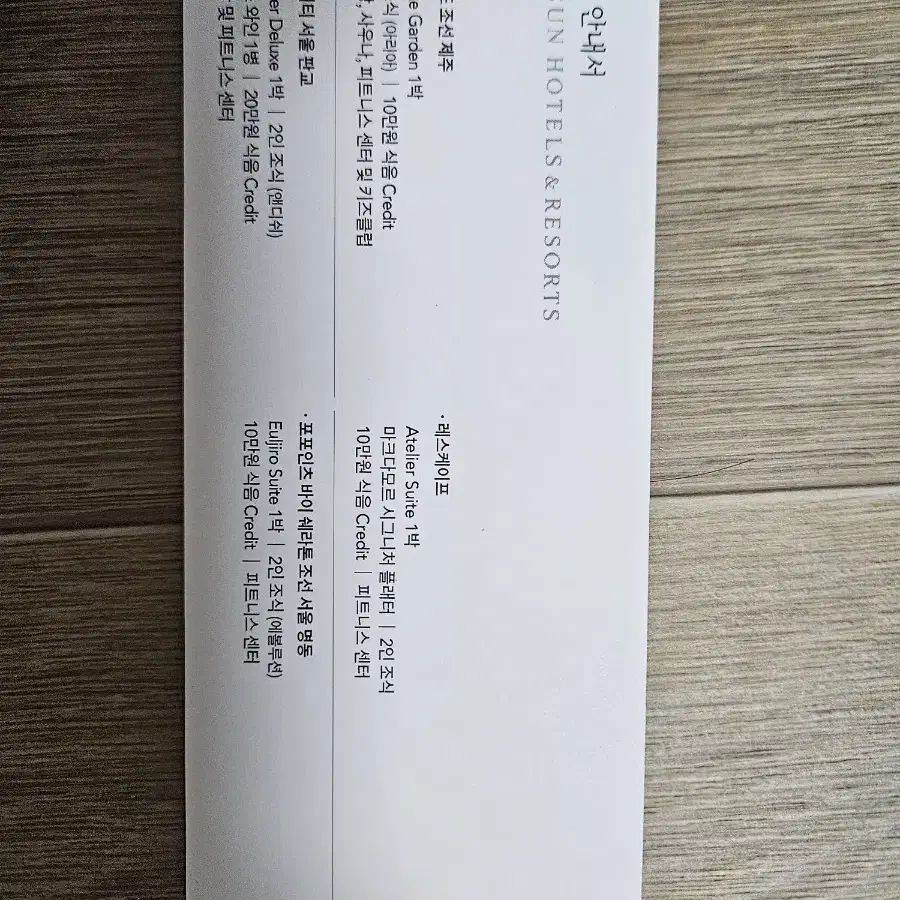 안내서
SUN HOTELS & RESORTS
조선 제주
Garden 1박
(아리아) | 10만원 식음 Credit
사우나, 피트니스 센터 및 키즈클럽
· 레스케이프
Atelier Suite 1박
마크다모르 시그니처 플래터 | 2인 조식
10만원 식음 Credit | 피트니스 센터
서울 판교
Deluxe 1박 | 2인 조식 (앤디쉬)
와인 1병 | 20만원 식음 Credit
및 피트니스 센터
· 포포인츠 바이 쉐라톤 조선 서울 명동
Euljiro Suite 1박 | 2인 조식 (에볼루션)
10만원 식음 Credit | 피트니스 센터